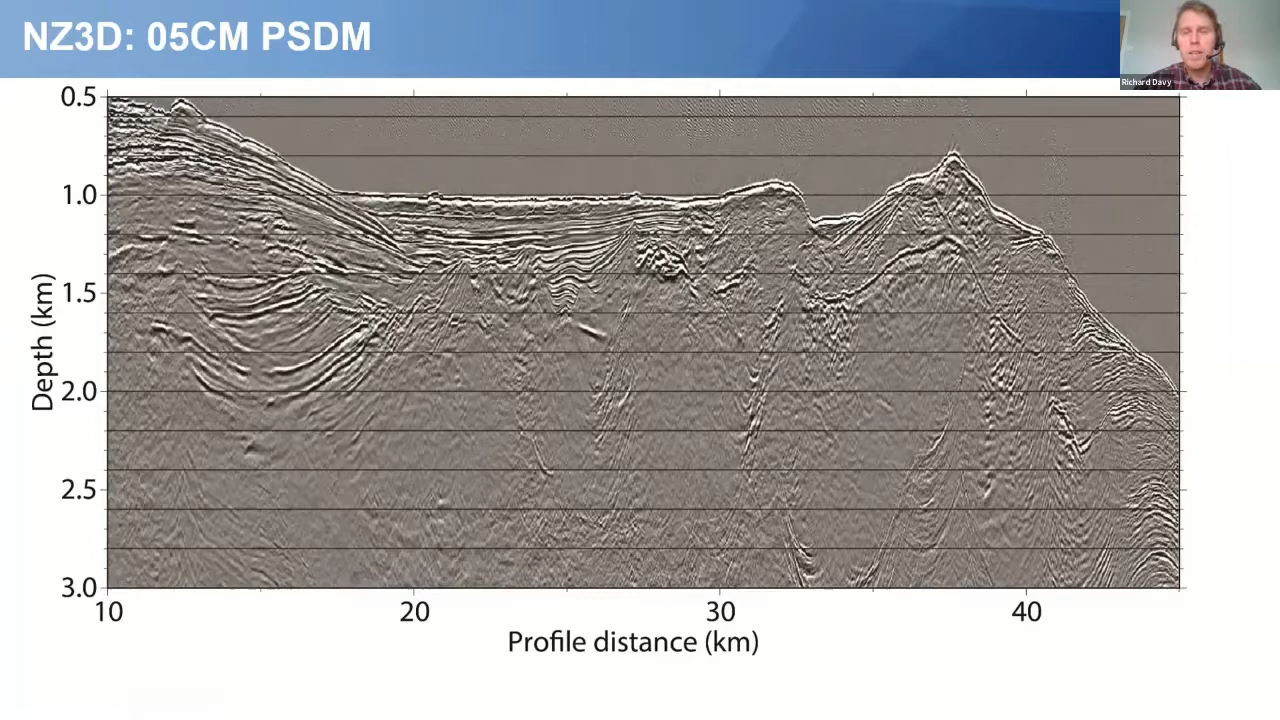 NZ3D: 05CM PSDM
Richard Davy
0.5
1.0
1.5
2.0
2.5
3.0
Depth (km)
10 20 30 40
Profile distance (km)